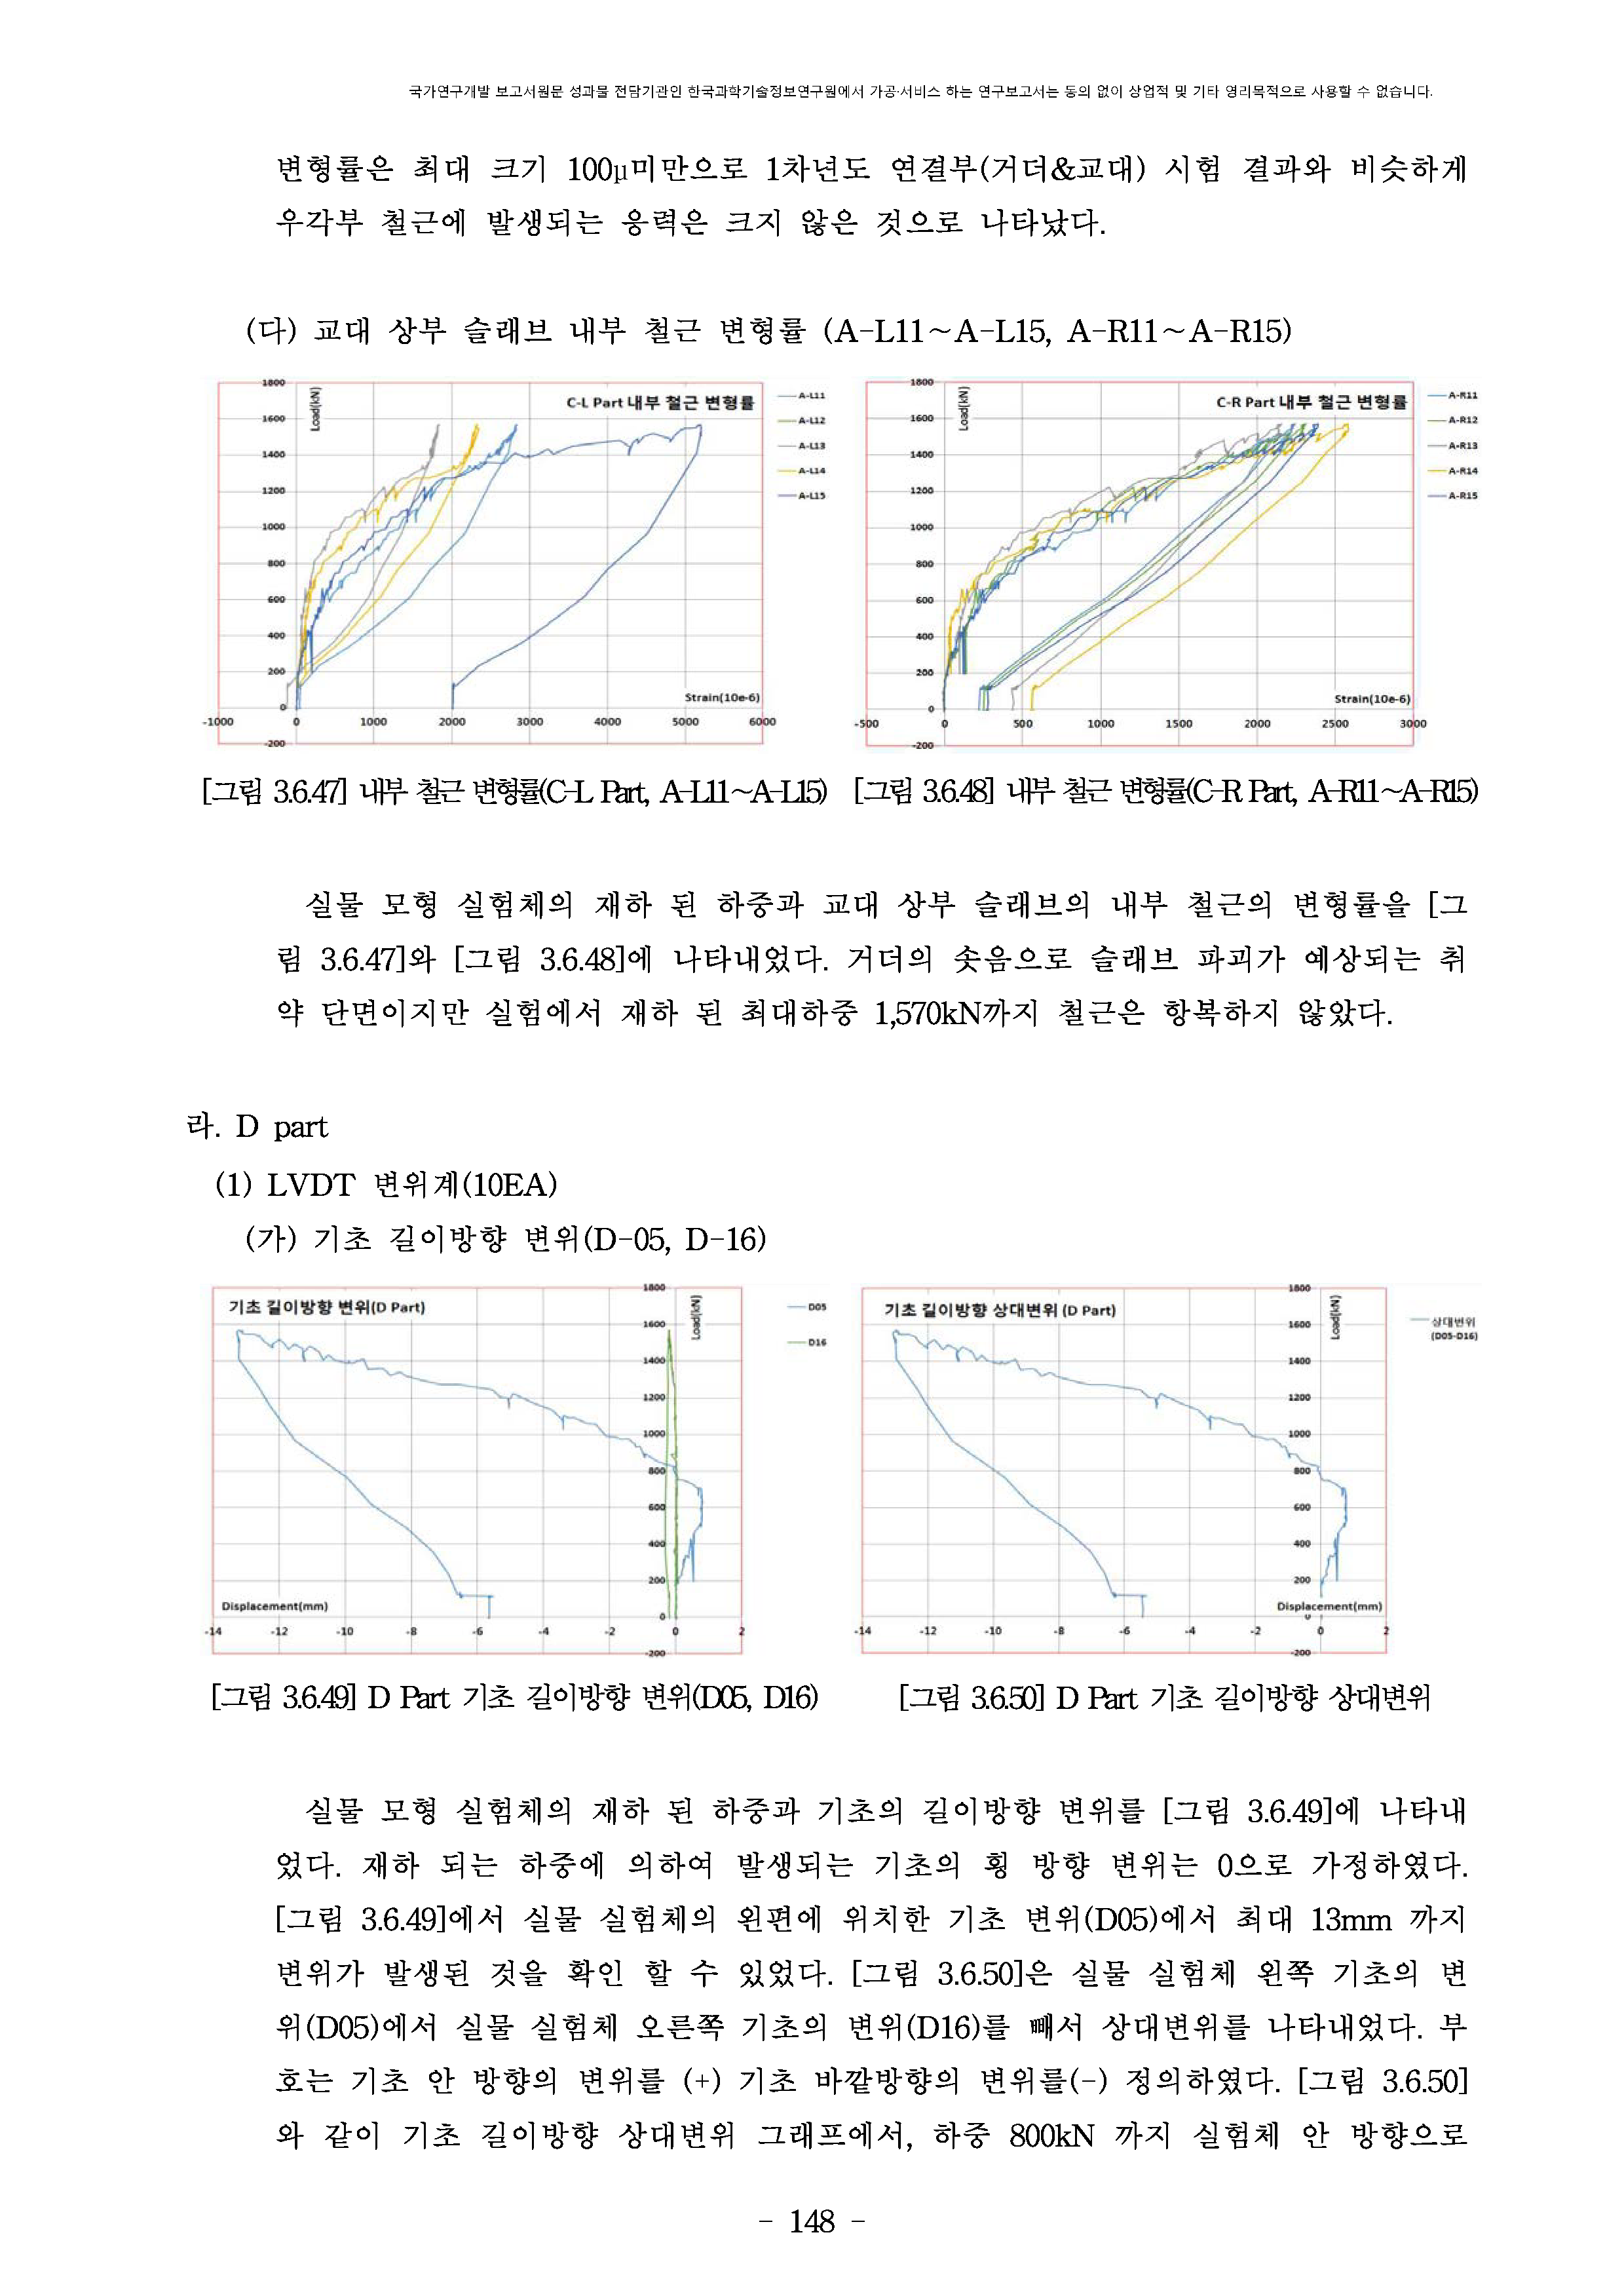 국가연구개발 보고서원문 성과물 전담기관인 한국과학기술정보연구원에서 가공·서비스 하는 연구보고서는 동의 없이 상업적 및 기타 영리목적으로 사용할 수 없습니다.
변형률은 최대 크기 100μ미만으로 1차년도 연결부(거더&교대) 시험 결과와 비슷하게
우각부 철근에 발생되는 응력은 크지 않은 것으로 나타났다.
(다) 교대 상부 슬래브 내부 철근 변형률 (A-L11~A-L15, A-R11~A-R15)
C-L Part 내부 철근 변형률
Load(kN)
1800
1600
1400
1200
1000
800
600
400
200
0
-200
-1000 0 1000 2000 3000 4000 5000 6000
Strain(10e-6)
A-L11
A-L12
A-L13
A-L14
A-L15
C-R Part 내부 철근 변형률
Load(kN)
1800
1600
1400
1200
1000
800
600
400
200
0
-200
-500 0 500 1000 1500 2000 2500 3000
Strain(10e-6)
A-R11
A-R12
A-R13
A-R14
A-R15
[그림 3.6.47] 내부 철근 변형률(C-L Part, A-L11~A-L15)
[그림 3.6.48] 내부 철근 변형률(C-R Part, A-R11~A-R15)
실물 모형 실험체의 재하 된 하중과 교대 상부 슬래브의 내부 철근의 변형률을 [그
림 3.6.47]와 [그림 3.6.48]에 나타내었다. 거더의 솟음으로 슬래브 파괴가 예상되는 취
약 단면이지만 실험에서 재하 된 최대하중 1,570kN까지 철근은 항복하지 않았다.
라. D part
(1) LVDT 변위계(10EA)
(가) 기초 길이방향 변위(D-05, D-16)
기초 길이방향 변위(D Part)
Load(kN)
1800
1600
1400
1200
1000
800
600
400
200
0
-200
Displacement(mm)
-14 -12 -10 -8 -6 -4 -2 0 2
D05
D16
기초 길이방향 상대변위 (D Part)
Load(kN)
1800
1600
1400
1200
1000
800
600
400
200
Displacement(mm)
0
-200
-14 -12 -10 -8 -6 -4 -2 0 2
상대변위
(D05-D16)
[그림 3.6.49] D Part 기초 길이방향 변위(D05, D16)
[그림 3.6.50] D Part 기초 길이방향 상대변위
실물 모형 실험체의 재하 된 하중과 기초의 길이방향 변위를 [그림 3.6.49]에 나타내
었다. 재하 되는 하중에 의하여 발생되는 기초의 횡 방향 변위는 0으로 가정하였다.
[그림 3.6.49]에서 실물 실험체의 왼편에 위치한 기초 변위(D05)에서 최대 13mm 까지
변위가 발생된 것을 확인 할 수 있었다. [그림 3.6.50]은 실물 실험체 왼쪽 기초의 변
위(D05)에서 실물 실험체 오른쪽 기초의 변위(D16)를 빼서 상대변위를 나타내었다. 부
호는 기초 안 방향의 변위를 (+) 기초 바깥방향의 변위를(-) 정의하였다. [그림 3.6.50]
와 같이 기초 길이방향 상대변위 그래프에서, 하중 800kN 까지 실험체 안 방향으로
- 148 -